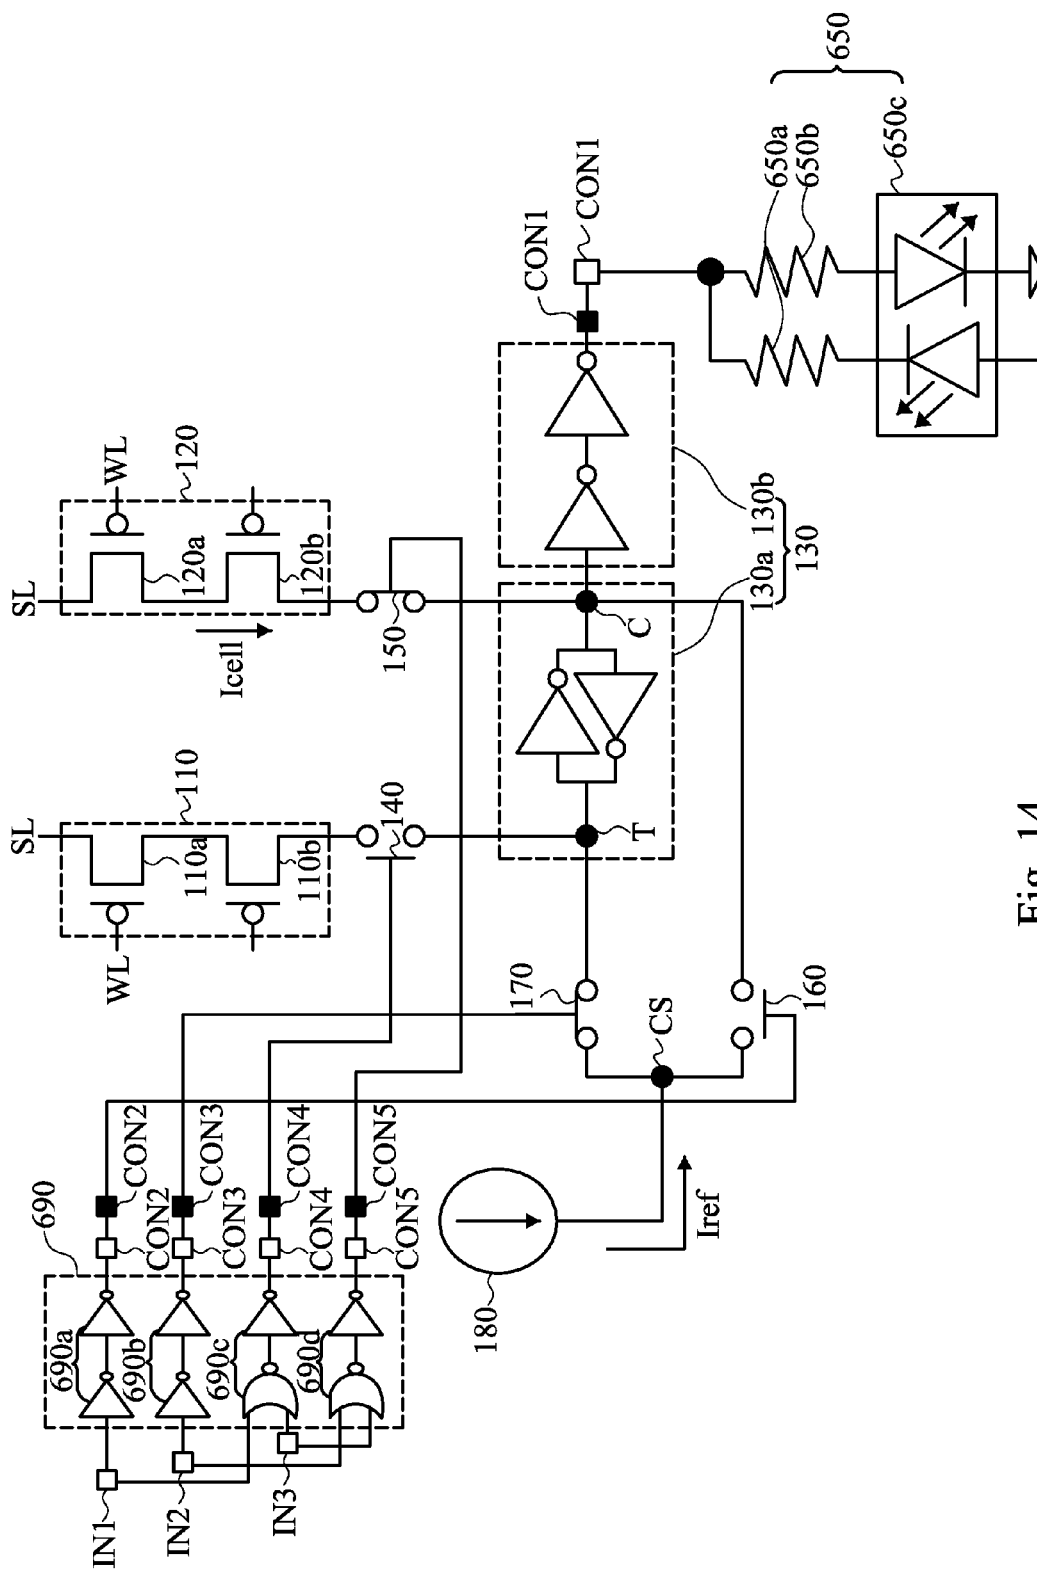 SL
WL
110
110a
110b
SL
WL
120
120a
120b
Icell
140
150
690
690a
690b
690c
690d
IN1
IN2
IN3
CON2
CON2
CON3
CON3
CON4
CON4
CON5
CON5
180
Iref
CS
170
160
T
C
130a
130b
130
CON1
CON1
650a
650b
650
650c
Fig. 14